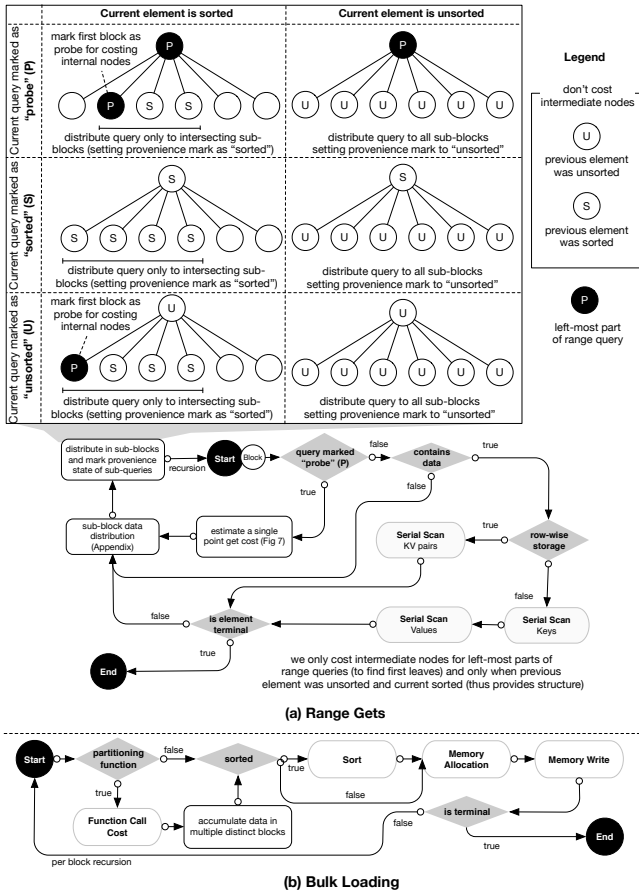 Current element is sorted
Current element is unsorted
Current query marked as
"probe" (P)
mark first block as
probe for costing
internal nodes
P
P
S
S
distribute query only to intersecting sub-
blocks (setting provenience mark as "sorted")
P
U
U
U
U
U
U
distribute query to all sub-blocks
setting provenience mark to "unsorted"
Current query marked as
"sorted" (S)
S
S
S
S
S
distribute query only to intersecting sub-
blocks (setting provenience mark as "sorted")
S
U
U
U
U
U
U
distribute query to all sub-blocks
setting provenience mark to "unsorted"
Current query marked as
"unsorted" (U)
mark first block as
probe for costing
internal nodes
U
P
S
S
S
distribute query only to intersecting sub-
blocks (setting provenience mark as "sorted")
U
U
U
U
U
U
U
distribute query to all sub-blocks
setting provenience mark to "unsorted"
Legend
don't cost
intermediate nodes
U
previous element
was unsorted
S
previous element
was sorted
P
left-most part
of range query
distribute in sub-blocks
and mark provenience
state of sub-queries
recursion
Start
Block
query marked
"probe" (P)
false
contains
data
true
true
false
sub-block data
distribution
(Appendix)
estimate a single
point get cost (Fig 7)
Serial Scan
KV pairs
true
row-wise
storage
false
false
is element
terminal
Serial Scan
Values
Serial Scan
Keys
true
End
we only cost intermediate nodes for left-most parts of
range queries (to find first leaves) and only when previous
element was unsorted and current sorted (thus provides structure)
(a) Range Gets
Start
partitioning
function
false
sorted
true
Sort
Memory
Allocation
Memory Write
true
false
Function Call
Cost
accumulate data in
multiple distinct blocks
false
is terminal
true
End
per block recursion
(b) Bulk Loading